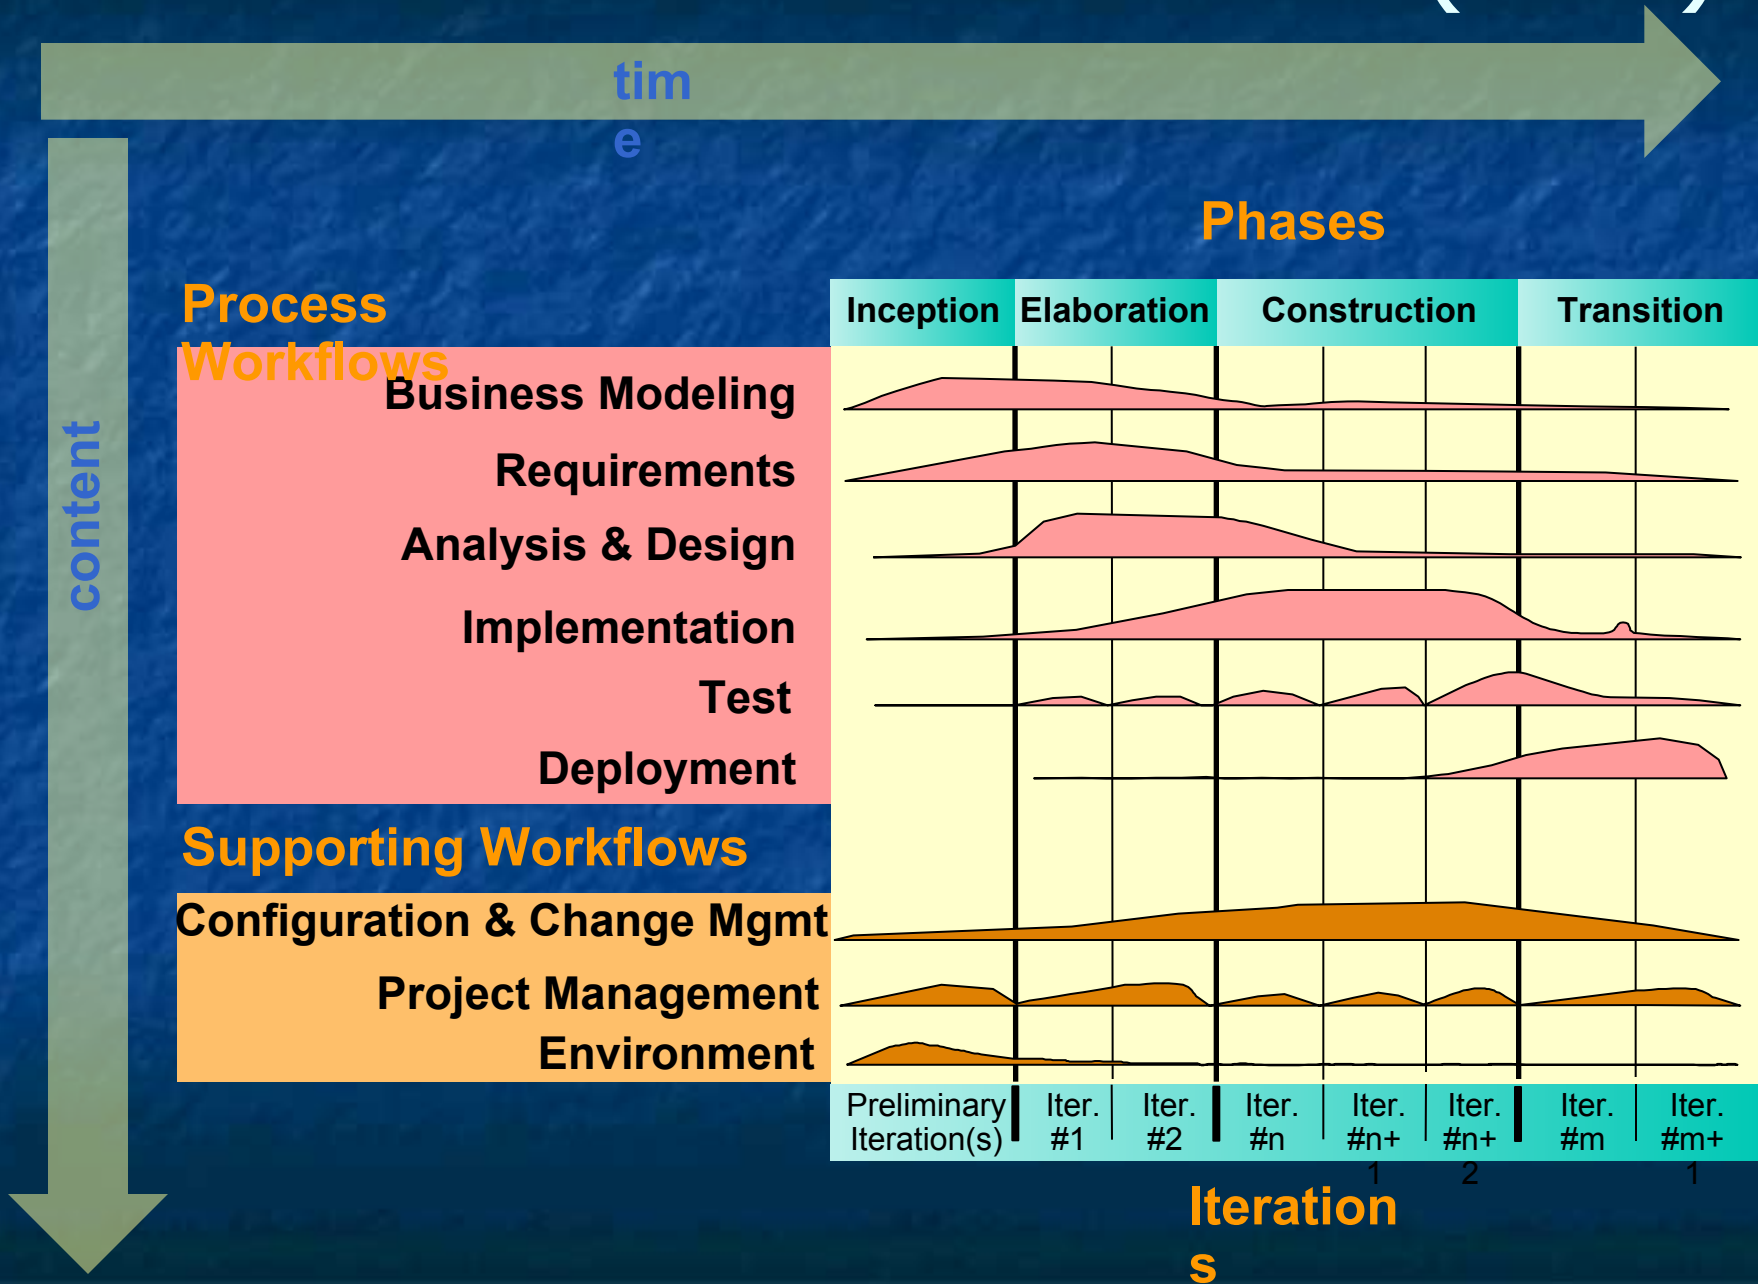 tim
e
Phases
Process
Workflows
Inception Elaboration Construction Transition
Business Modeling
Requirements
content
Analysis & Design
Implementation
Test
Deployment
Supporting Workflows
Configuration & Change Mgmt
Project Management
Environment
Preliminary
Iteration(s)
Iter.
#1
Iter.
#2
Iter.
#n
Iter.
#n+
1
Iter.
#n+
2
Iter.
#m
Iter.
#m+
1
Iteration
s